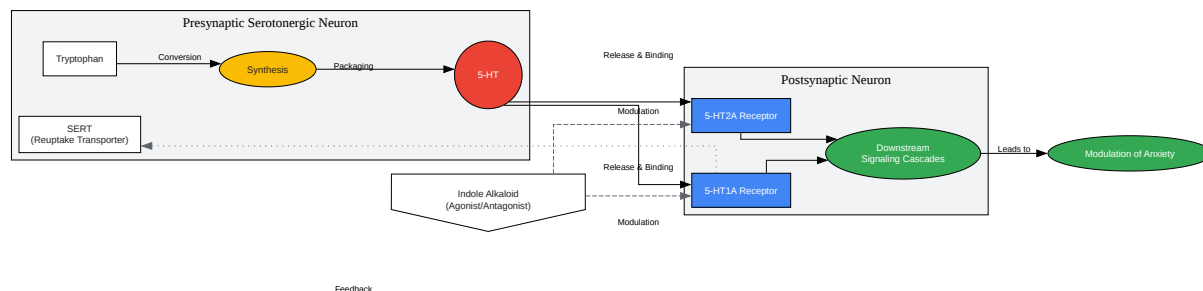 Presynaptic Serotonergic Neuron
Tryptophan
Conversion
Synthesis
Packaging
5-HT
SERT
(Reuptake Transporter)
Release & Binding
Modulation
Release & Binding
Modulation
Postsynaptic Neuron
5-HT2A Receptor
5-HT1A Receptor
Downstream
Signaling Cascades
Leads to
Modulation of Anxiety
Indole Alkaloid
(Agonist/Antagonist)
Feedback